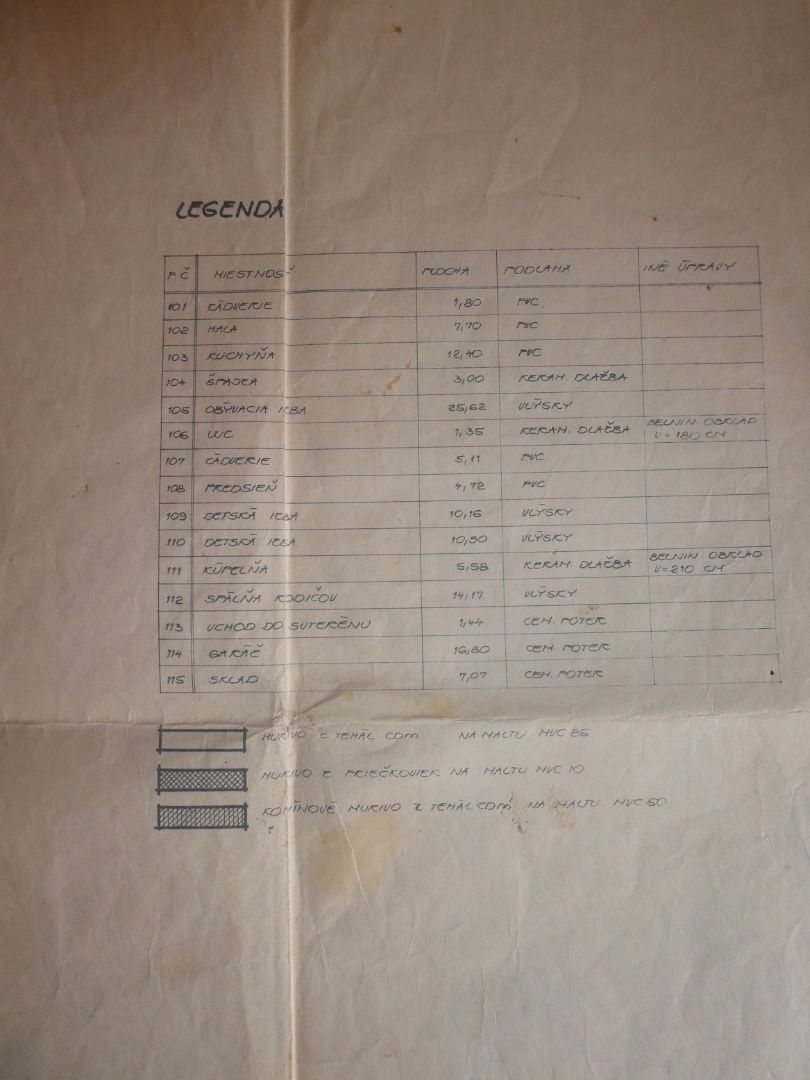 LEGENDA
P.Č MIESTNOSŤ PLOCHA PODLAHA INÉ ÚPRAVY
101 ZÁDVERIE 1,80 PVC
102 HALA 7,70 PVC
103 KUCHYŇA 12,40 PVC
104 ŠPAJZA 3,00 KERAM. DLAŽBA
105 OBÝVACIA IZBA 25,62 VLÝSKY
106 WC 1,35 KERAM. DLAŽBA BELNIN. OBKLAD
V = 180 CM
107 ZÁDVERIE 5,11 PVC
108 PREDSIEŇ 4,72 PVC
109 DETSKÁ IZBA 10,16 VLÝSKY
110 DETSKÁ IZBA 10,50 VLÝSKY
111 KÚPEĽŇA 5,58 KERAM. DLAŽBA BELNIN. OBKLAD
V=210 CM
112 SPÁLŇA RODIČOV 14,17 VLÝSKY
113 VCHOD DO SUTERÉNU 1,44 CEM. POTER
114 GARÁŽ 16,80 CEM. POTER
115 SKLAD 7,07 CEM. POTER
MURIVO Z TEHÁL CDm NA MALTU MVC 25
MURIVO Z PRIEČKOVIEK NA MALTU MVC 10
KOMÍNOVÉ MURIVO Z TEHÁL CDm NA MALTU MVC 50